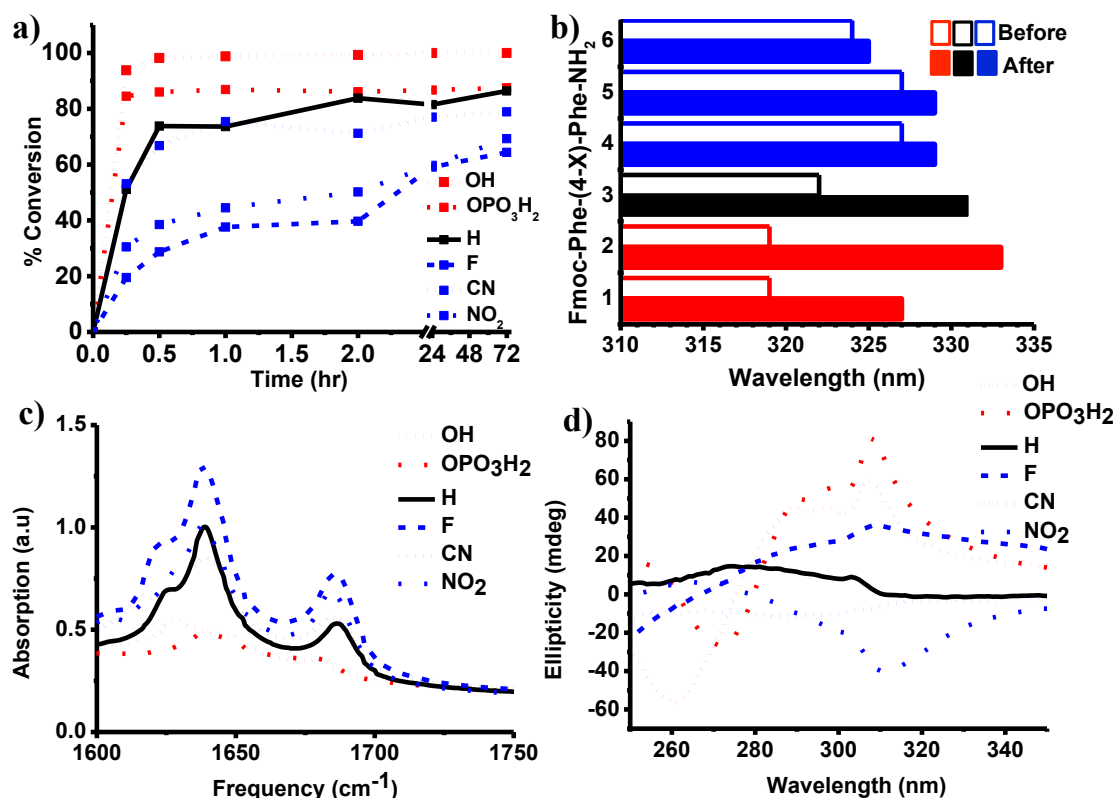 a)
% Conversion
100
80
60
40
20
0
0.0 0.5 1.0 2.0 24 48 72
Time (hr)
OH
OPO₃H₂
H
F
CN
NO₂
b)
Fmoc-Phe-(4-X)-Phe-NH₂
6
5
4
3
2
1
310 315 320 325 330 335
Wavelength (nm)
Before
After
c)
Absorption (a.u)
1.5
1.0
0.5
0.0
1600 1650 1700 1750
Frequency (cm⁻¹)
OH
OPO₃H₂
H
F
CN
NO₂
d)
Ellipticity (mdeg)
80
60
40
20
0
-20
-40
-60
260 280 300 320 340
Wavelength (nm)
OH
OPO₃H₂
H
F
CN
NO₂